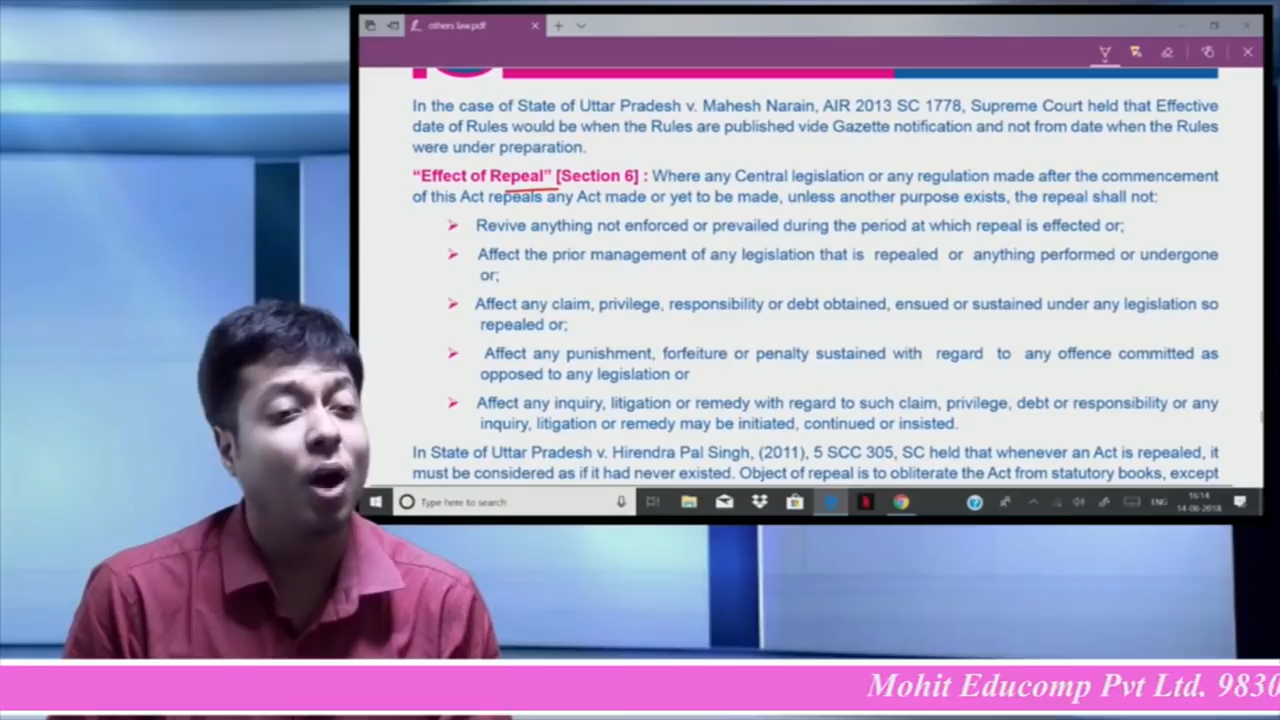 others law.pdf
In the case of State of Uttar Pradesh v. Mahesh Narain, AIR 2013 SC 1778, Supreme Court held that Effective
date of Rules would be when the Rules are published vide Gazette notification and not from date when the Rules
were under preparation.
“Effect of Repeal” [Section 6] : Where any Central legislation or any regulation made after the commencement
of this Act repeals any Act made or yet to be made, unless another purpose exists, the repeal shall not:
➢ Revive anything not enforced or prevailed during the period at which repeal is effected or;
➢ Affect the prior management of any legislation that is repealed or anything performed or undergone
or;
➢ Affect any claim, privilege, responsibility or debt obtained, ensued or sustained under any legislation so
repealed or;
➢ Affect any punishment, forfeiture or penalty sustained with regard to any offence committed as
opposed to any legislation or
➢ Affect any inquiry, litigation or remedy with regard to such claim, privilege, debt or responsibility or any
inquiry, litigation or remedy may be initiated, continued or insisted.
In State of Uttar Pradesh v. Hirendra Pal Singh, (2011), 5 SCC 305, SC held that whenever an Act is repealed, it
must be considered as if it had never existed. Object of repeal is to obliterate the Act from statutory books, except
Type here to search
ENG
16:14
14-08-2018
Mohit Educomp Pvt Ltd. 9830